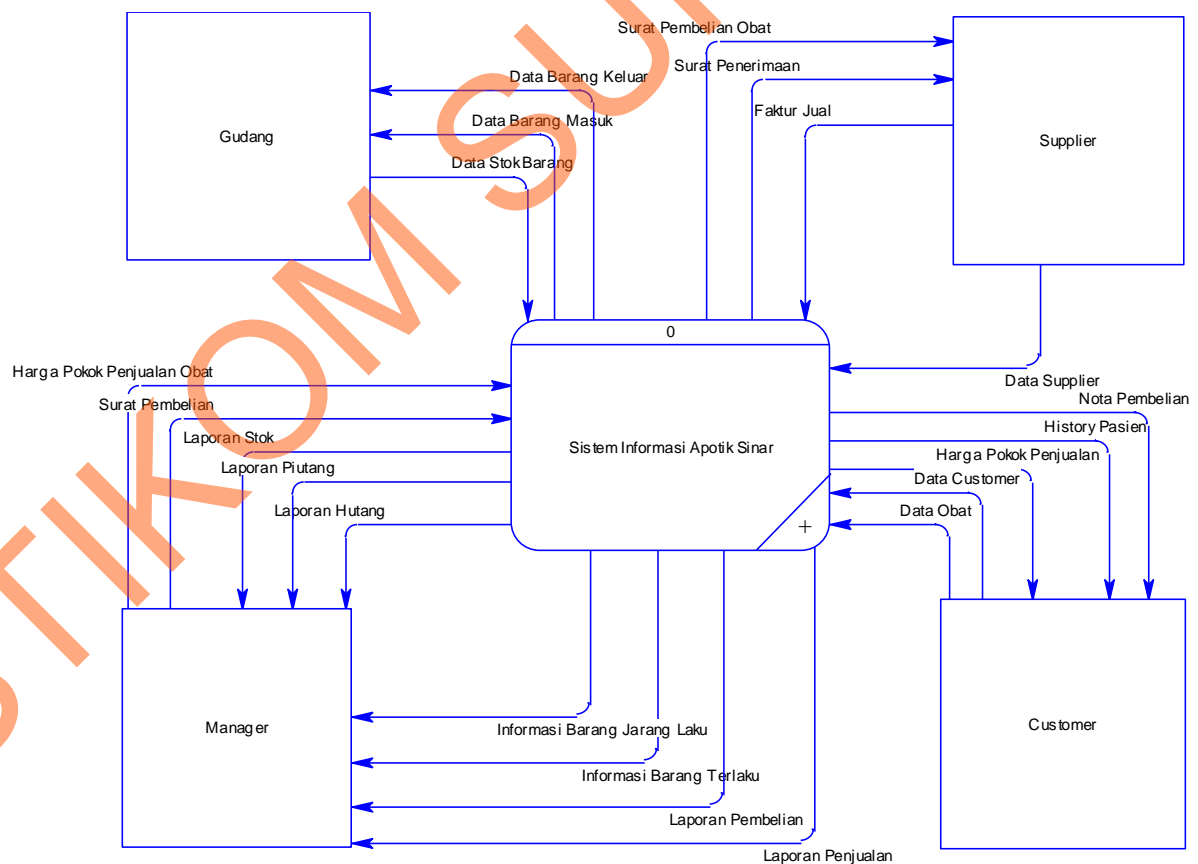 Surat Pembelian Obat
Surat Penerimaan
Data Barang Keluar
Faktur Jual
Data Barang Masuk
Gudang
Supplier
Data Stok Barang
0
Harga Pokok Penjualan Obat
Data Supplier
Surat Pembelian
Nota Pembelian
History Pasien
Laporan Stok
Sistem Informasi Apotik Sinar
Harga Pokok Penjualan
Laporan Piutang
Data Customer
Laporan Hutang
Data Obat
+
Manager
Customer
Informasi Barang Jarang Laku
Informasi Barang Terlaku
Laporan Pembelian
Laporan Penjualan
STIKOM SU